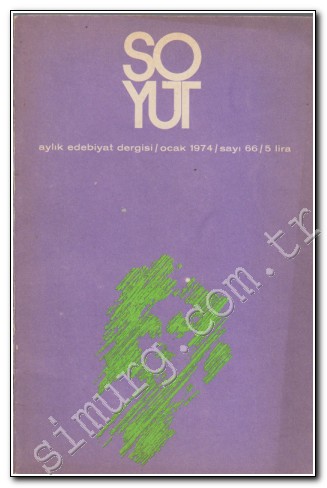 SO
YUT
aylık edebiyat dergisi/ocak 1974/sayı 66/5 lira
simurg.com.tr